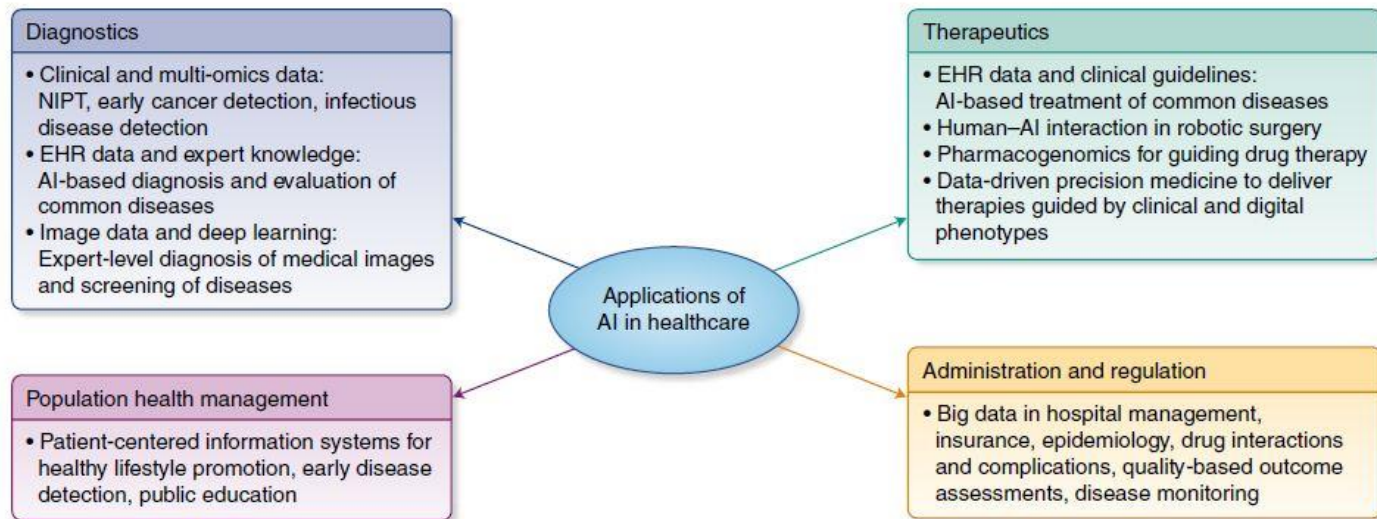 Diagnostics
• Clinical and multi-omics data:
NIPT, early cancer detection, infectious
disease detection
• EHR data and expert knowledge:
AI-based diagnosis and evaluation of
common diseases
• Image data and deep learning:
Expert-level diagnosis of medical images
and screening of diseases
Therapeutics
• EHR data and clinical guidelines:
AI-based treatment of common diseases
• Human–AI interaction in robotic surgery
• Pharmacogenomics for guiding drug therapy
• Data-driven precision medicine to deliver
therapies guided by clinical and digital
phenotypes
Applications of
AI in healthcare
Population health management
• Patient-centered information systems for
healthy lifestyle promotion, early disease
detection, public education
Administration and regulation
• Big data in hospital management,
insurance, epidemiology, drug interactions
and complications, quality-based outcome
assessments, disease monitoring